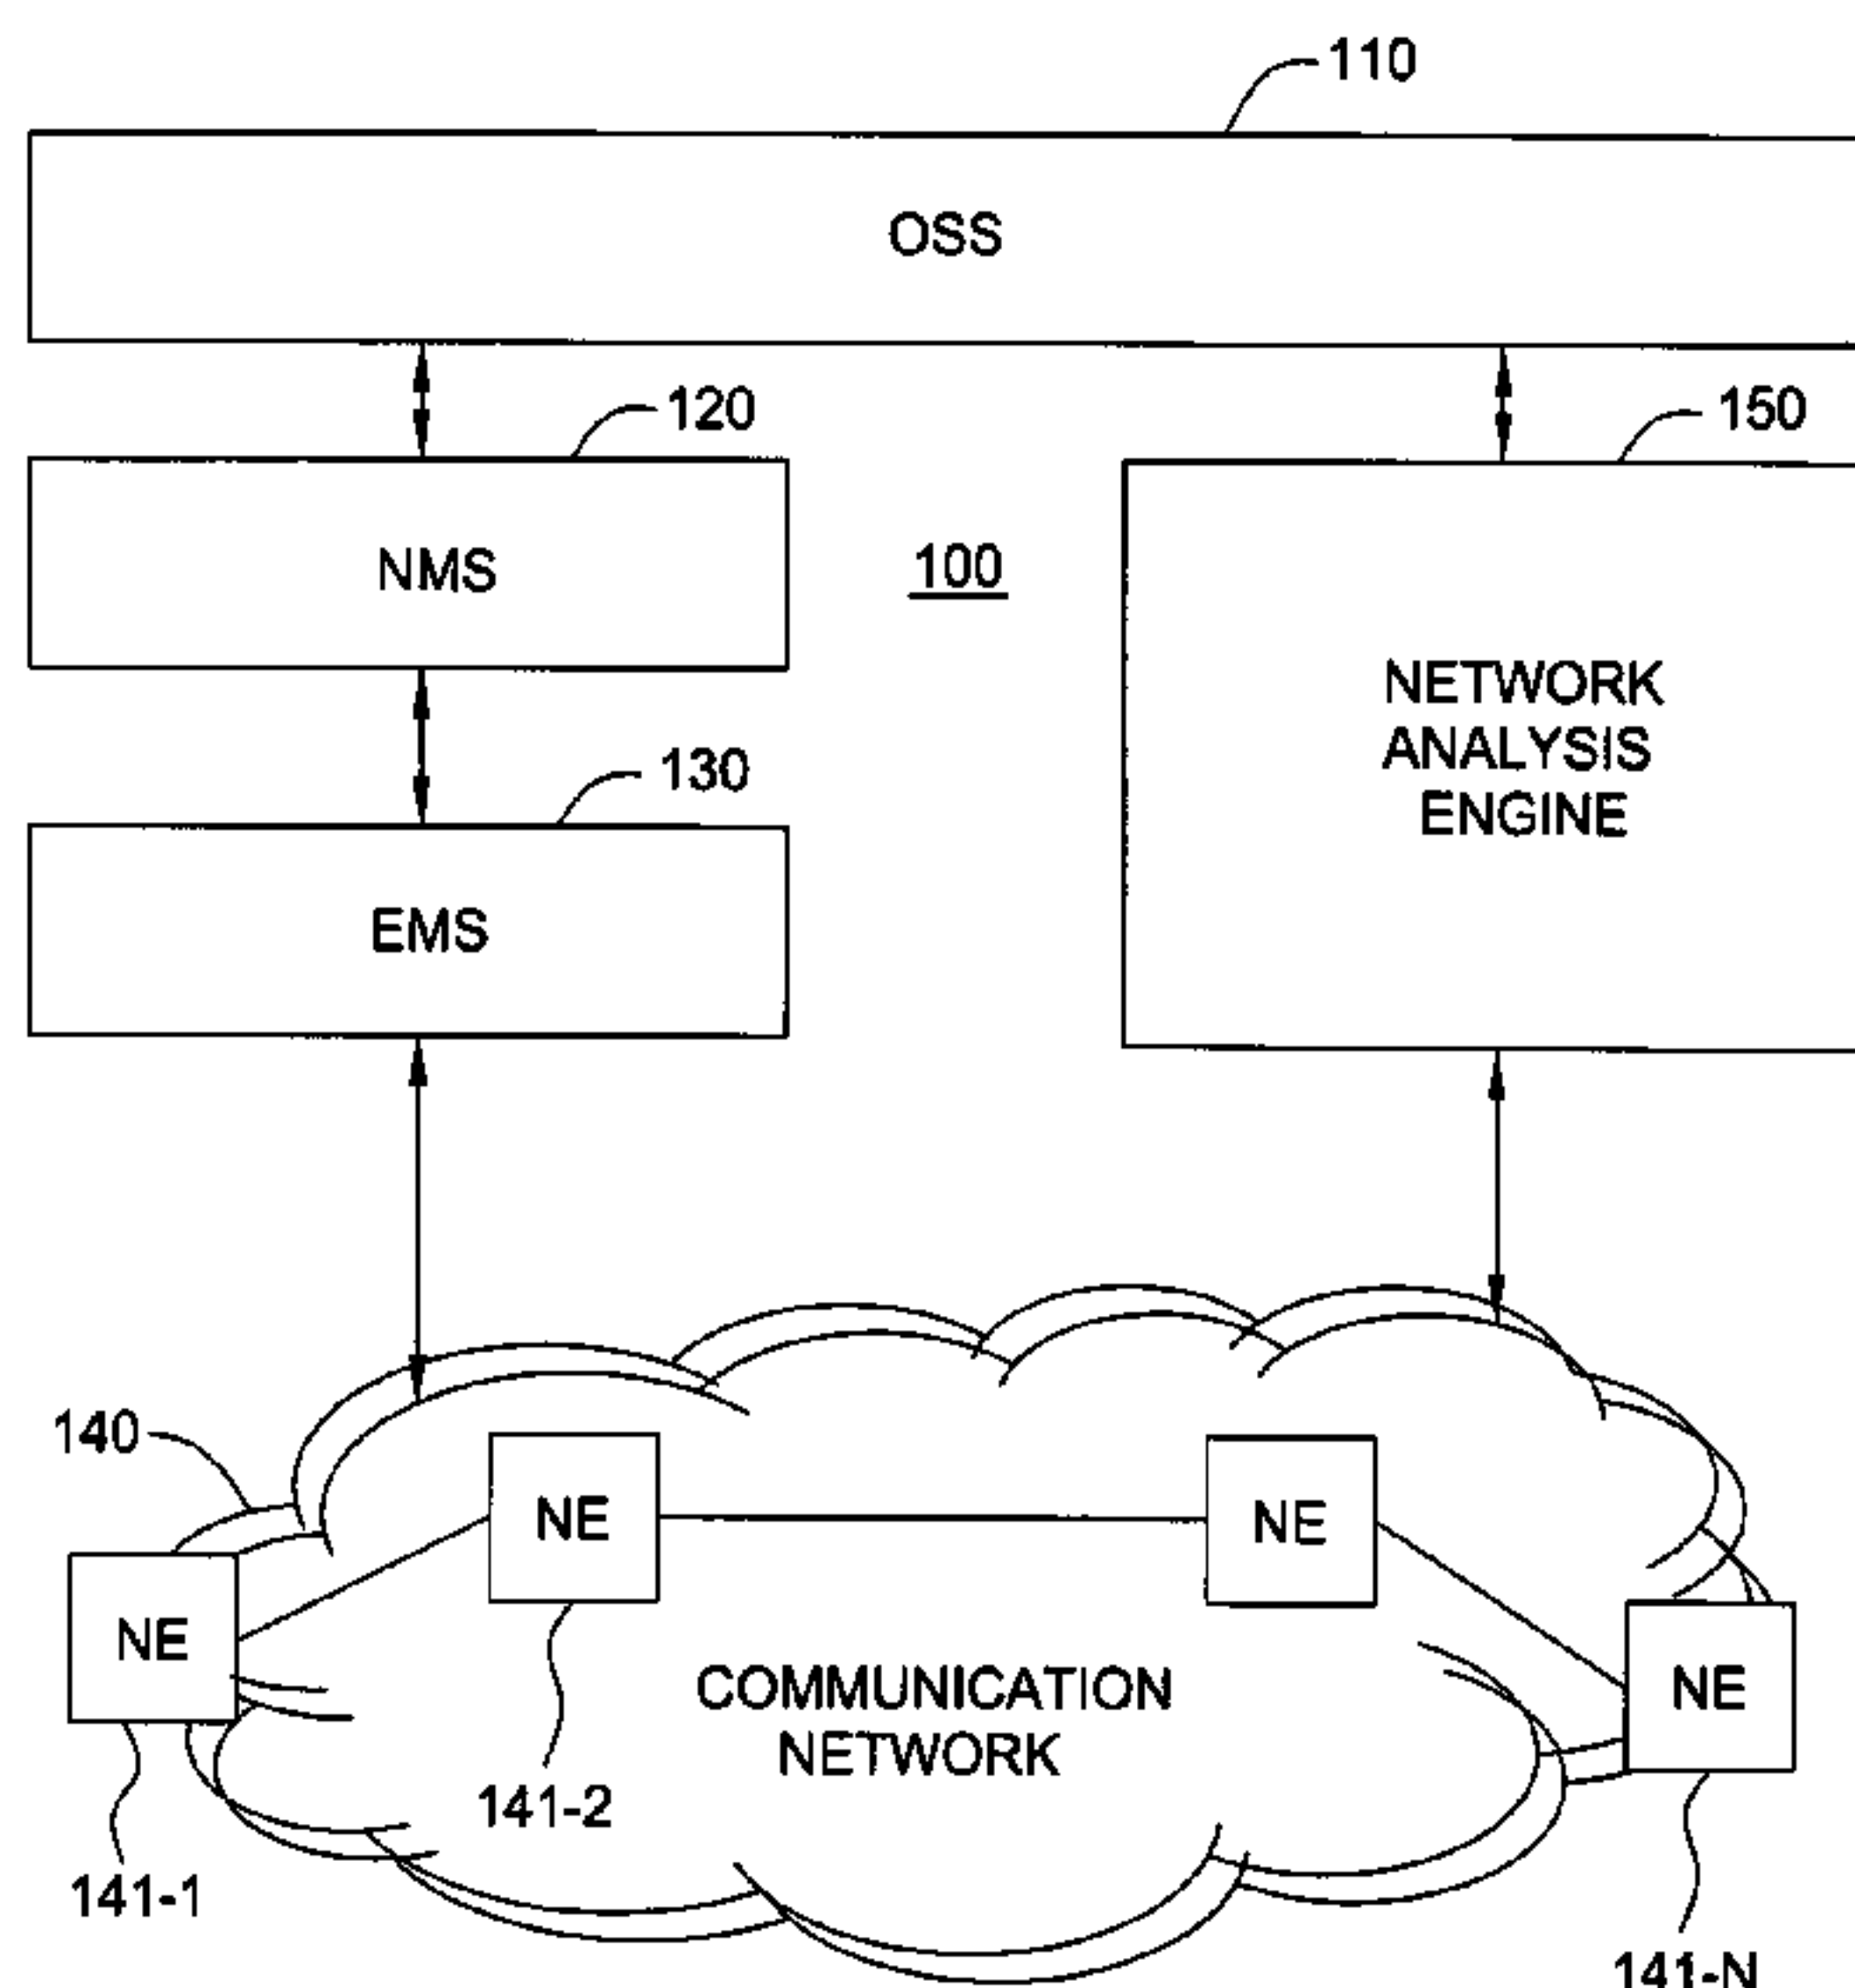 110
OSS
120
150
NMS
100
NETWORK
ANALYSIS
ENGINE
130
EMS
140
NE
NE
NE
NE
COMMUNICATION
NETWORK
141-2
141-1
141-N